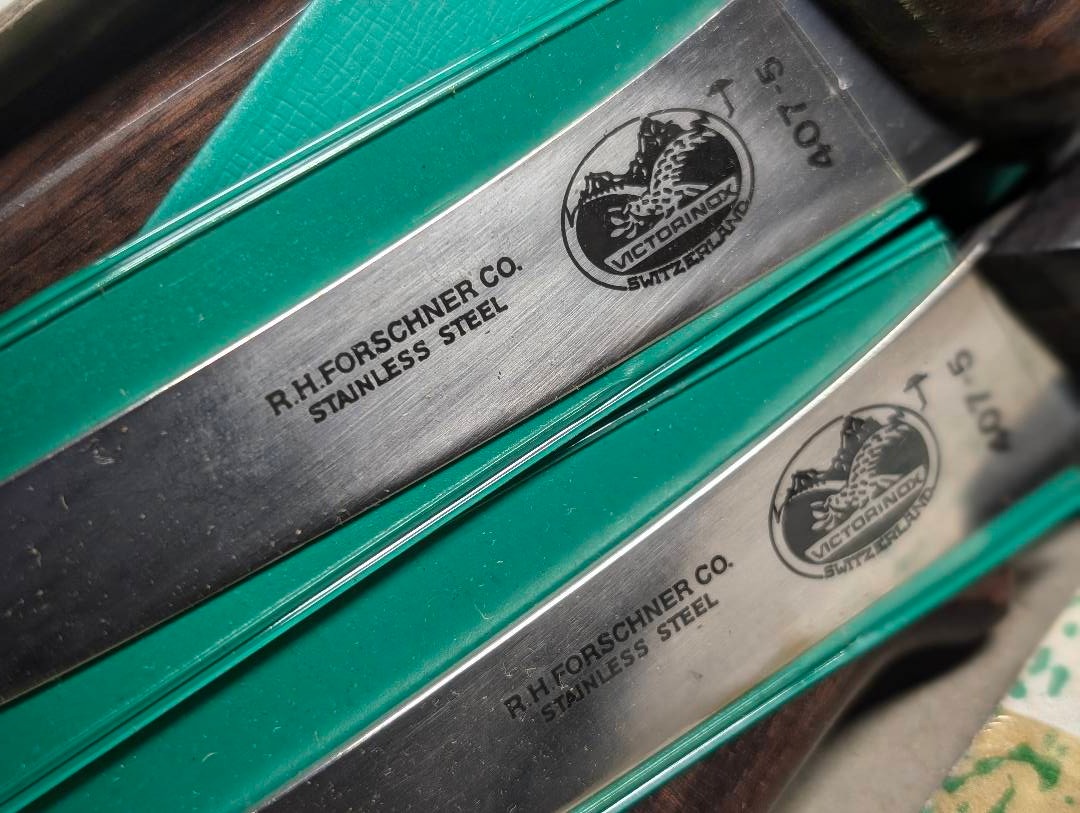 407-5
VICTORINOX
SWITZERLAND
R.H.FORSCHNER CO.
STAINLESS STEEL
407-5
VICTORINOX
SWITZERLAND
R.H.FORSCHNER CO.
STAINLESS STEEL